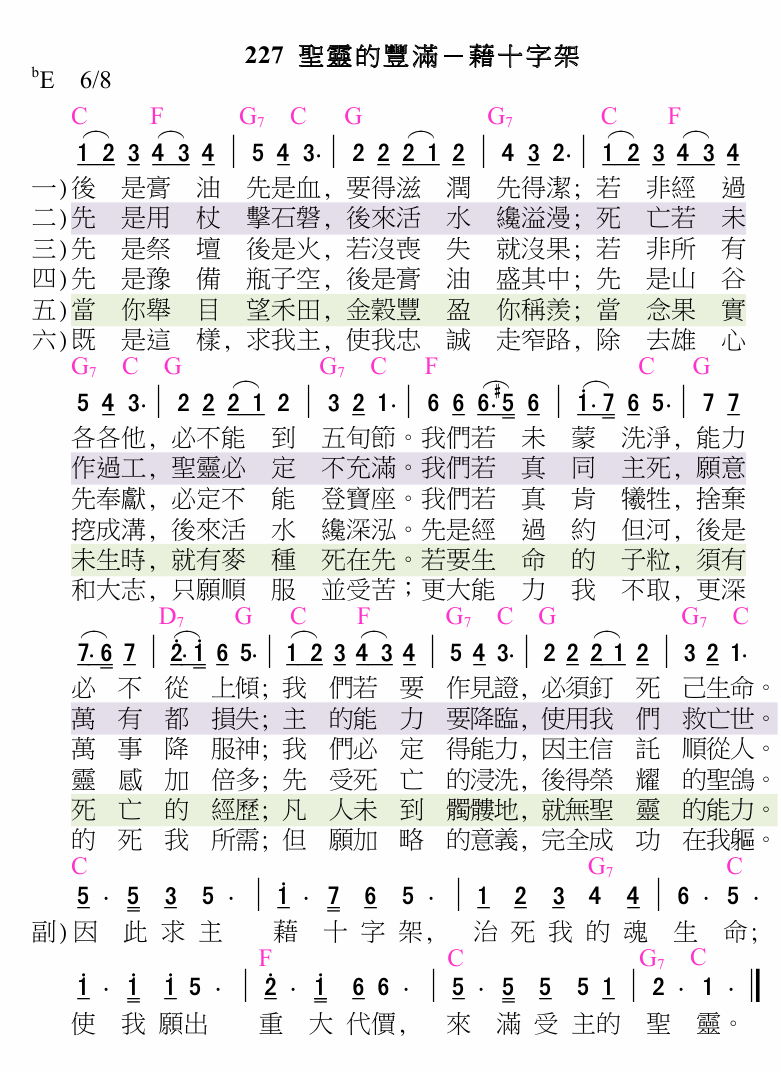 227 聖靈的豐滿－藉十字架
bE 6/8
C F G7 C G G7 C F
1 2 3 4 3 4 | 5 4 3· | 2 2 2 1 2 | 4 3 2· | 1 2 3 4 3 4
一)後 是膏 油 先是血, 要得滋 潤 先得潔; 若 非經 過
二)先 是用 杖 擊石磐, 後來活 水 纔溢漫; 死 亡若 未
三)先 是祭 壇 後是火, 若沒喪 失 就沒果; 若 非所 有
四)先 是豫 備 瓶子空, 後是膏 油 盛其中; 先 是山 谷
五)當 你舉 目 望禾田, 金穀豐 盈 你稱羨; 當 念果 實
六)既 是這 樣, 求我主, 使我忠 誠 走窄路, 除 去雄 心
G7 C G G7 C F C G
5 4 3· | 2 2 2 1 2 | 3 2 1· | 6 6 6·#5 6 | i·7 6 5· | 7 7
各各他, 必不能 到 五旬節。我們若 未 蒙 洗淨, 能力
作過工, 聖靈必 定 不充滿。我們若 真 同 主死, 願意
先奉獻, 必定不 能 登寶座。我們若 真 肯 犧牲, 捨棄
挖成溝, 後來活 水 纔深泓。先是經 過 約 但河, 後是
未生時, 就有麥 種 死在先。若要生 命 的 子粒, 須有
和大志, 只願順 服 並受苦; 更大能 力 我 不取, 更深
D7 G C F G7 C G G7 C
7·6 7 | 2̇·i 6 5· | 1 2 3 4 3 4 | 5 4 3· | 2 2 2 1 2 | 3 2 1·
必 不 從 上傾; 我 們若 要 作見證, 必須釘 死 己生命。
萬 有 都 損失; 主 的能 力 要降臨, 使用我 們 救亡世。
萬 事 降 服神; 我 們必 定 得能力, 因主信 託 順從人。
靈 感 加 倍多; 先 受死 亡 的浸洗, 後得榮 耀 的聖鴿。
死 亡 的 經歷; 凡 人未 到 髑髏地, 就無聖 靈 的能力。
的 死 我 所需; 但 願加 略 的意義, 完全成 功 在我軀。
C G7 C
5 · 5 3 5 · | i · 7 6 5 · | 1 2 3 4 4 | 6 · 5 ·
副)因 此 求 主 藉 十 字 架, 治 死 我 的 魂 生 命;
F C G7 C
i · i i 5 · | 2̇ · i 6 6 · | 5 · 5 5 5 1 | 2 · 1 ·
使 我 願出 重 大 代價, 來 滿 受 主的 聖 靈。